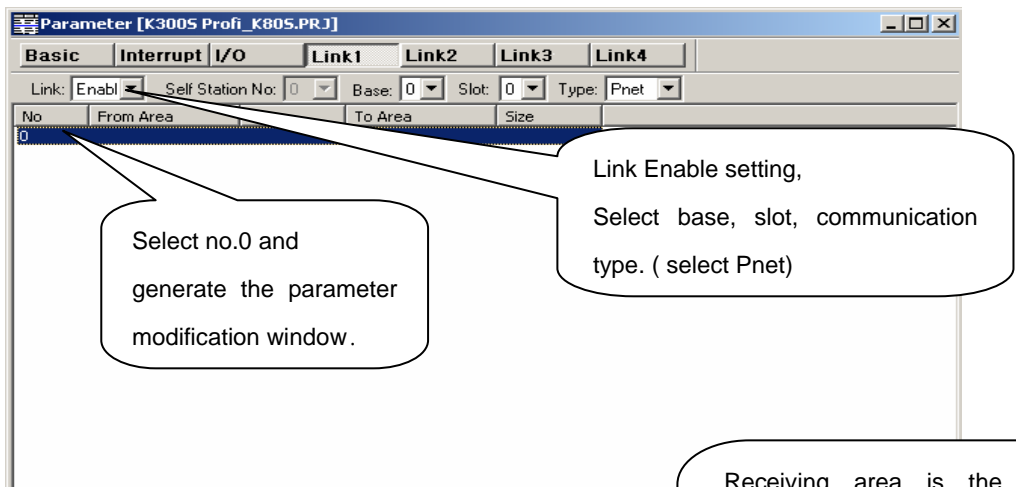 Parameter [K300S Profi_K80S.PRJ]
Basic Interrupt I/O Link1 Link2 Link3 Link4
Link: Enabl Self Station No: 0 Base: 0 Slot: 0 Type: Pnet
No From Area To Area Size
0
Link Enable setting,
Select base, slot, communication
type. ( select Pnet)
Select no.0 and
generate the parameter
modification window.
Receiving area is the